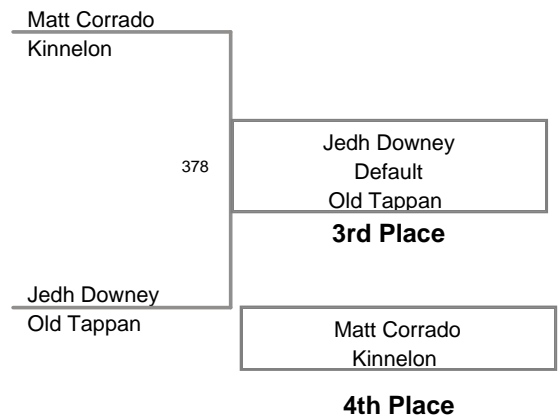 Matt Corrado
Kinnelon
378
Jedh Downey
Default
Old Tappan
3rd Place
Jedh Downey
Old Tappan
Matt Corrado
Kinnelon
4th Place